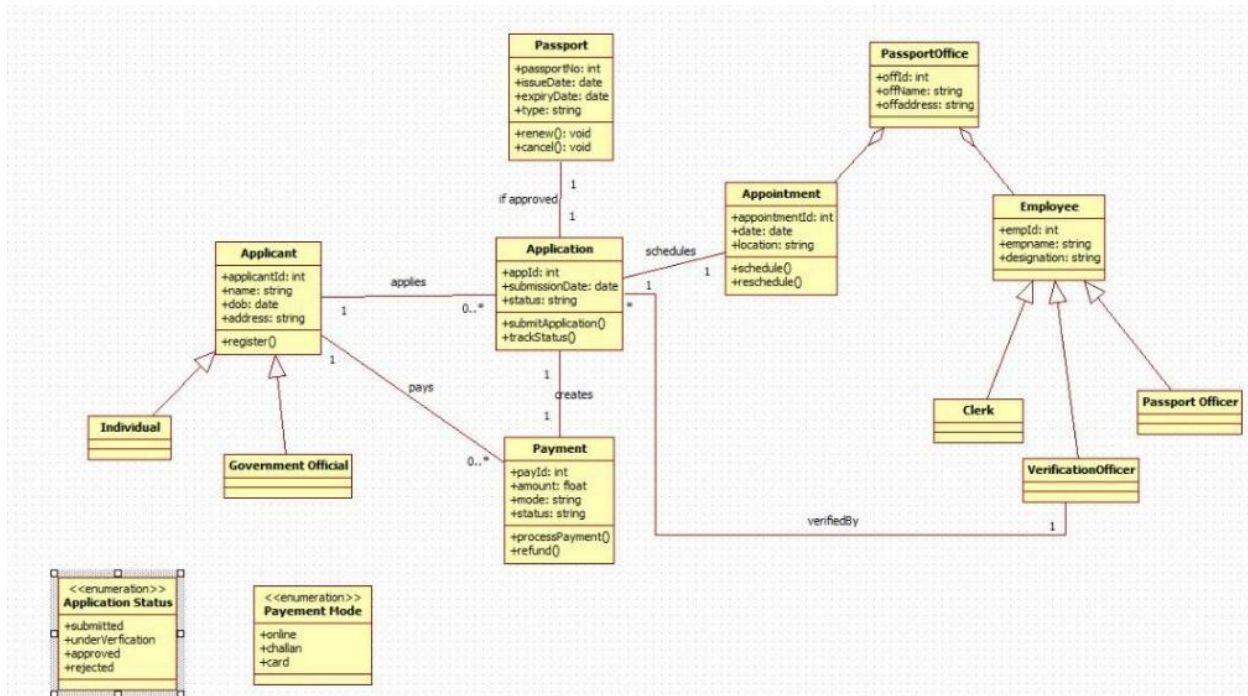 Passport
+passportNo: int
+issueDate: date
+expiryDate: date
+type: string
+renew(): void
+cancel(): void
PassportOffice
+offId: int
+offName: string
+offaddress: string
1
if approved
1
Appointment
+appointmentId: int
+date: date
+location: string
+schedule()
+reschedule()
Employee
+empId: int
+empname: string
+designation: string
Applicant
+applicantId: int
+name: string
+dob: date
+address: string
+register()
applies
1
0..*
Application
+appId: int
+submissionDate: date
+status: string
+submitApplication()
+trackStatus()
schedules
1
1
*
1
pays
0..*
1
creates
1
Individual
Government Official
Payment
+payId: int
+amount: float
+mode: string
+status: string
+processPayment()
+refund()
Clerk
Passport Officer
VerificationOfficer
verifiedBy
1
<<enumeration>>
Application Status
+submiitted
+underVerfication
+approved
+rejected
<<enumeration>>
Payement Mode
+online
+challan
+card